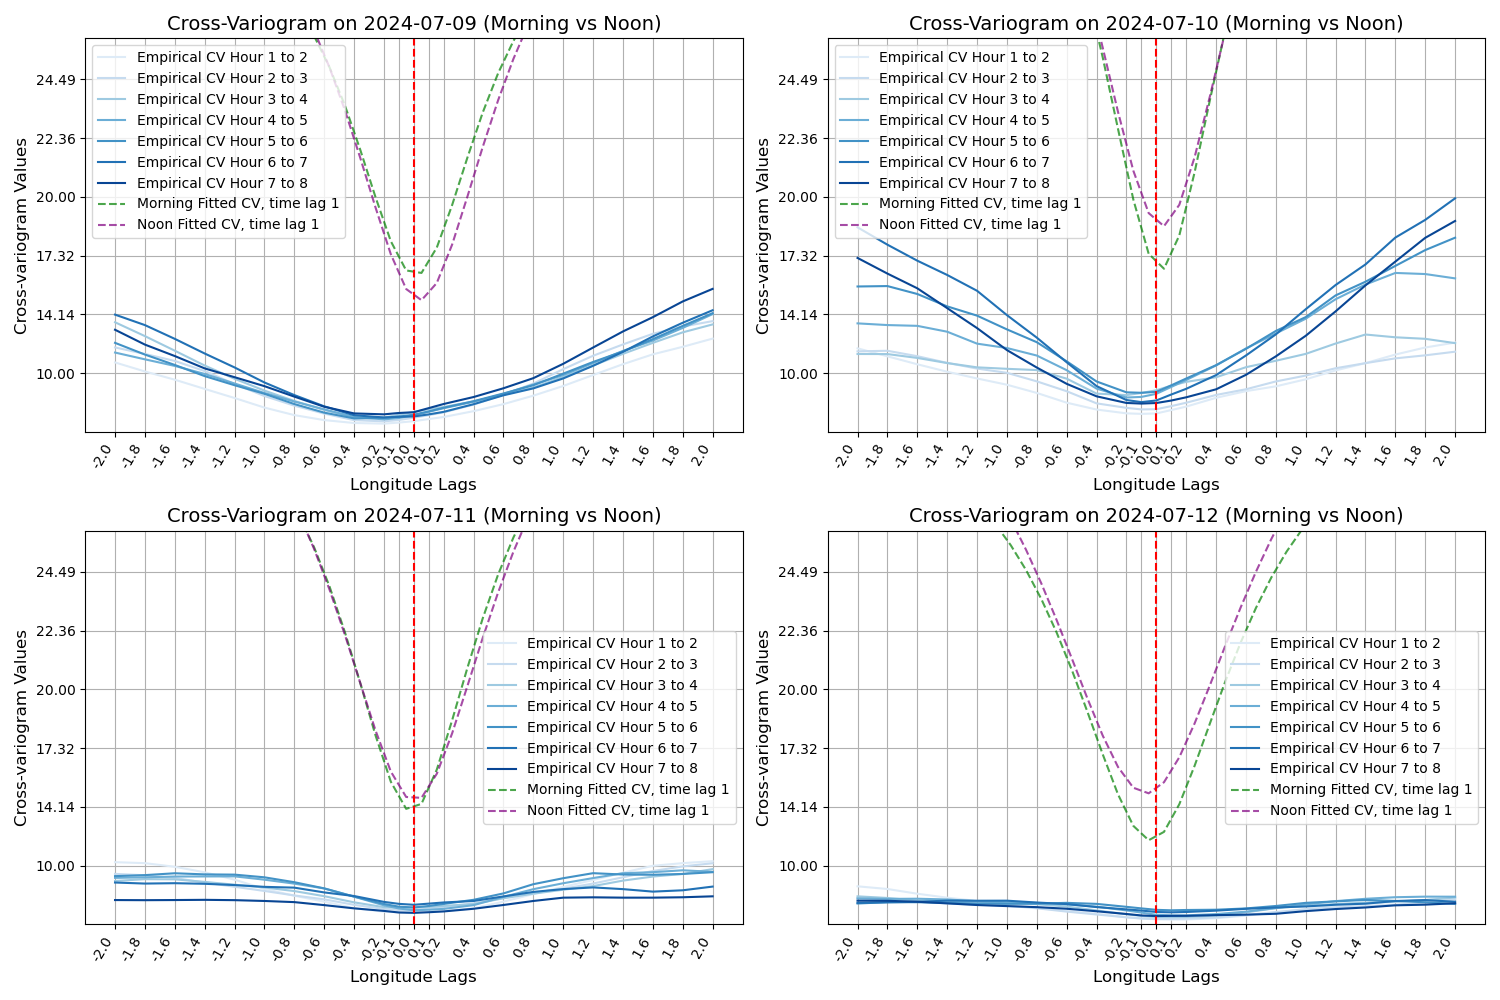 Cross-Variogram on 2024-07-09 (Morning vs Noon)
Cross-variogram Values
24.49
22.36
20.00
17.32
14.14
10.00
Empirical CV Hour 1 to 2
Empirical CV Hour 2 to 3
Empirical CV Hour 3 to 4
Empirical CV Hour 4 to 5
Empirical CV Hour 5 to 6
Empirical CV Hour 6 to 7
Empirical CV Hour 7 to 8
Morning Fitted CV, time lag 1
Noon Fitted CV, time lag 1
-2.0 -1.8 -1.6 -1.4 -1.2 -1.0 -0.8 -0.6 -0.4 -0.2 -0.1 0.0 0.1 0.2 0.4 0.6 0.8 1.0 1.2 1.4 1.6 1.8 2.0
Longitude Lags
Cross-Variogram on 2024-07-10 (Morning vs Noon)
Cross-variogram Values
24.49
22.36
20.00
17.32
14.14
10.00
Empirical CV Hour 1 to 2
Empirical CV Hour 2 to 3
Empirical CV Hour 3 to 4
Empirical CV Hour 4 to 5
Empirical CV Hour 5 to 6
Empirical CV Hour 6 to 7
Empirical CV Hour 7 to 8
Morning Fitted CV, time lag 1
Noon Fitted CV, time lag 1
-2.0 -1.8 -1.6 -1.4 -1.2 -1.0 -0.8 -0.6 -0.4 -0.2 -0.1 0.0 0.1 0.2 0.4 0.6 0.8 1.0 1.2 1.4 1.6 1.8 2.0
Longitude Lags
Cross-Variogram on 2024-07-11 (Morning vs Noon)
Cross-variogram Values
24.49
22.36
20.00
17.32
14.14
10.00
Empirical CV Hour 1 to 2
Empirical CV Hour 2 to 3
Empirical CV Hour 3 to 4
Empirical CV Hour 4 to 5
Empirical CV Hour 5 to 6
Empirical CV Hour 6 to 7
Empirical CV Hour 7 to 8
Morning Fitted CV, time lag 1
Noon Fitted CV, time lag 1
-2.0 -1.8 -1.6 -1.4 -1.2 -1.0 -0.8 -0.6 -0.4 -0.2 -0.1 0.0 0.1 0.2 0.4 0.6 0.8 1.0 1.2 1.4 1.6 1.8 2.0
Longitude Lags
Cross-Variogram on 2024-07-12 (Morning vs Noon)
Cross-variogram Values
24.49
22.36
20.00
17.32
14.14
10.00
Empirical CV Hour 1 to 2
Empirical CV Hour 2 to 3
Empirical CV Hour 3 to 4
Empirical CV Hour 4 to 5
Empirical CV Hour 5 to 6
Empirical CV Hour 6 to 7
Empirical CV Hour 7 to 8
Morning Fitted CV, time lag 1
Noon Fitted CV, time lag 1
-2.0 -1.8 -1.6 -1.4 -1.2 -1.0 -0.8 -0.6 -0.4 -0.2 -0.1 0.0 0.1 0.2 0.4 0.6 0.8 1.0 1.2 1.4 1.6 1.8 2.0
Longitude Lags